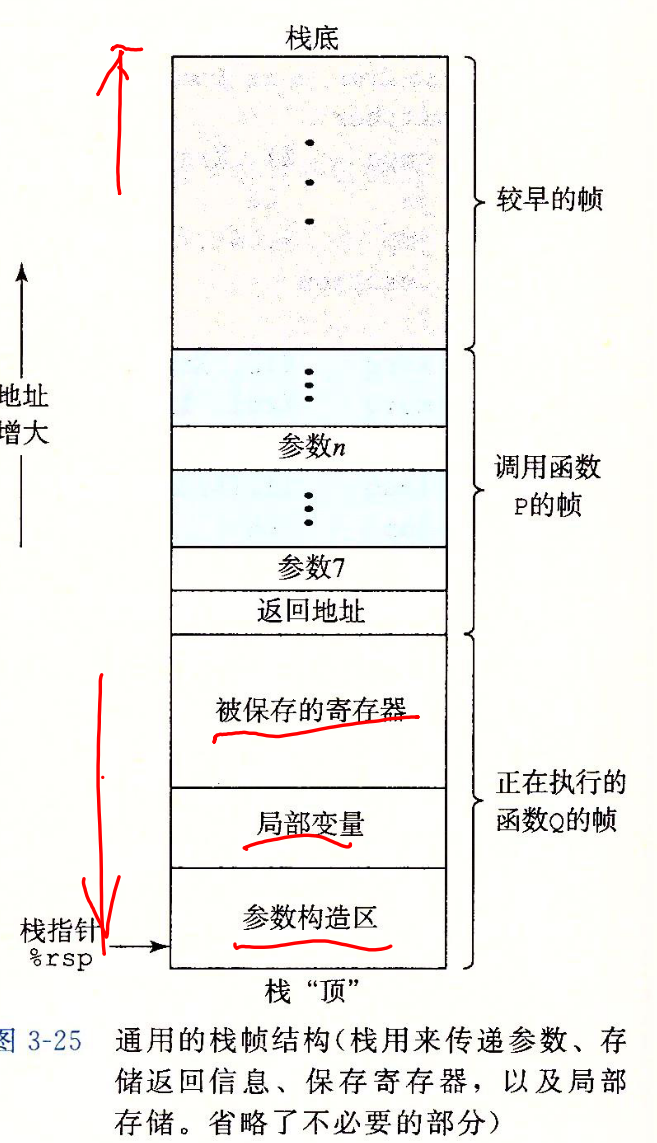 栈底
较早的帧
地址
增大
参数n
调用函数
P的帧
参数7
返回地址
被保存的寄存器
局部变量
正在执行的
函数Q的帧
参数构造区
栈指针
%rsp
栈“顶”
图 3-25 通用的栈帧结构(栈用来传递参数、存
储返回信息、保存寄存器，以及局部
存储。省略了不必要的部分)